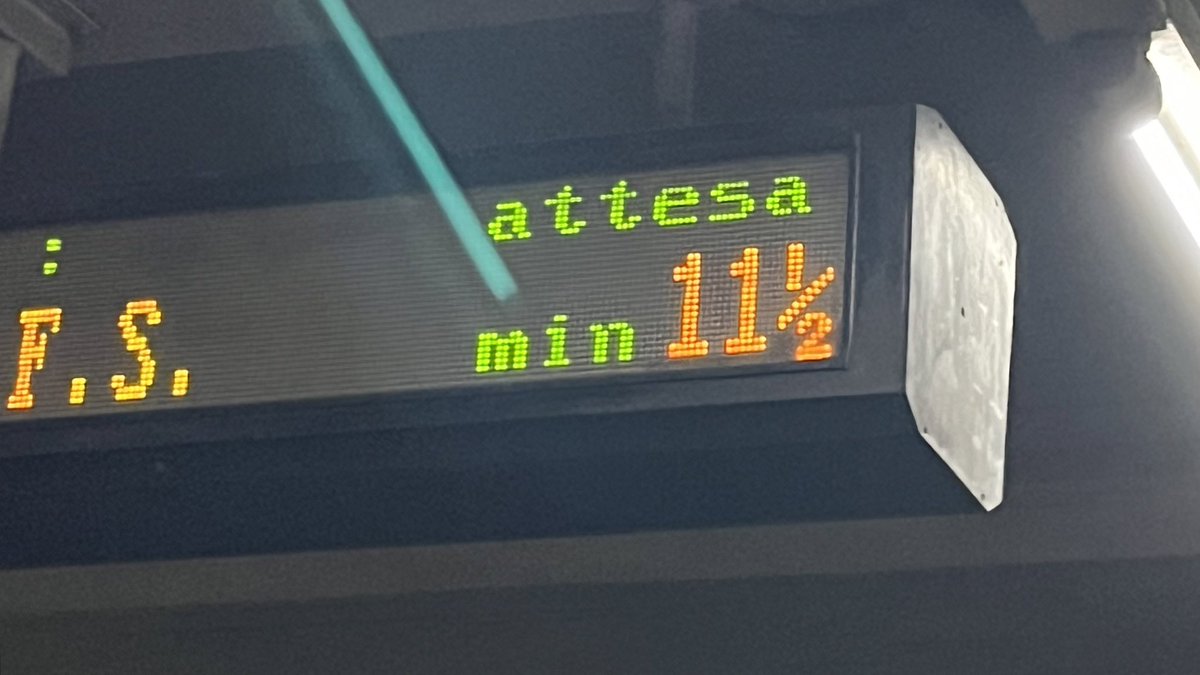 : attesa
F.S. min 11½